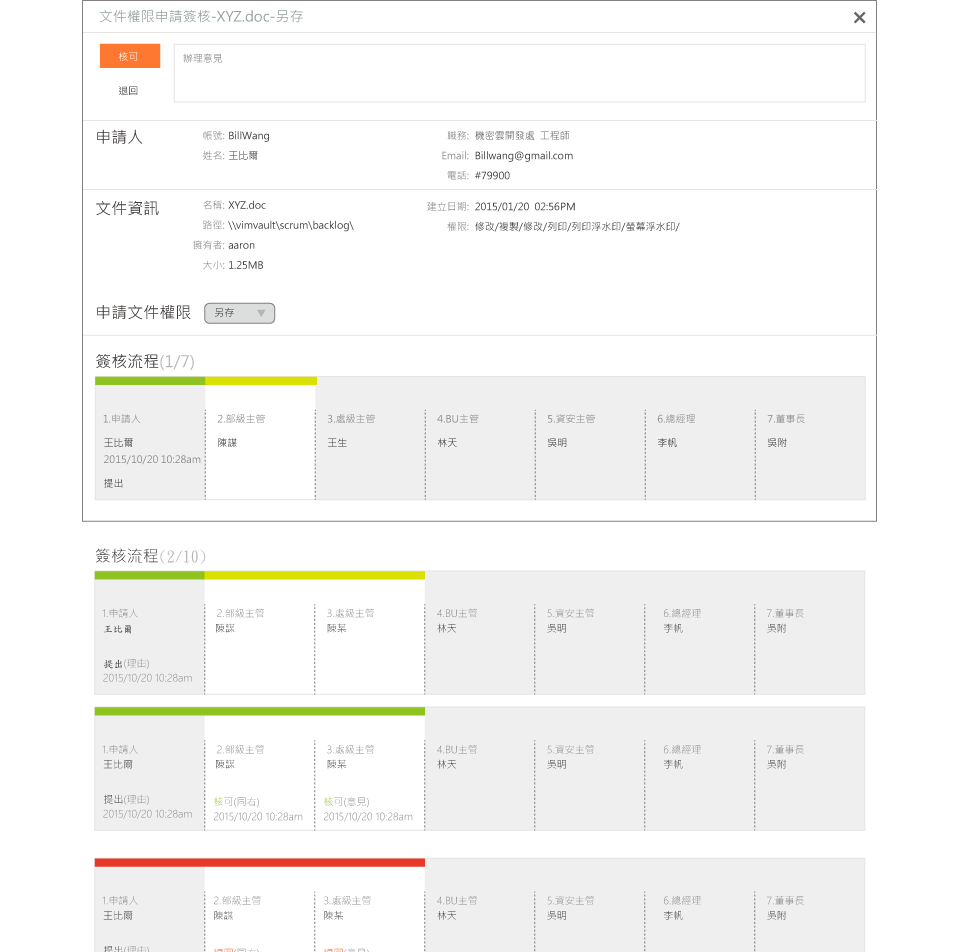 文件權限申請簽核-XYZ.doc-另存 ✕
核可
辦理意見
退回
申請人
帳號: BillWang
職務: 機密雲開發處 工程師
姓名: 王比爾
Email: Billwang@gmail.com
電話: #79900
文件資訊
名稱: XYZ.doc
建立日期: 2015/01/20 02:56PM
路徑: \\vimvault\scrum\backlog\
權限: 修改/複製/修改/列印/列印浮水印/螢幕浮水印/
擁有者: aaron
大小: 1.25MB
申請文件權限 另存
簽核流程(1/7)
1.申請人 2.部級主管 3.處級主管 4.BU主管 5.資安主管 6.總經理 7.董事長
王比爾 陳謀 王生 林天 吳明 李帆 吳附
2015/10/20 10:28am
提出
簽核流程(2/10)
1.申請人 2.部級主管 3.處級主管 4.BU主管 5.資安主管 6.總經理 7.董事長
王比爾 陳謀 陳某 林天 吳明 李帆 吳附
提出(理由)
2015/10/20 10:28am
1.申請人 2.部級主管 3.處級主管 4.BU主管 5.資安主管 6.總經理 7.董事長
王比爾 陳謀 陳某 林天 吳明 李帆 吳附
提出(理由) 核可(同右) 核可(意見)
2015/10/20 10:28am 2015/10/20 10:28am 2015/10/20 10:28am
1.申請人 2.部級主管 3.處級主管 4.BU主管 5.資安主管 6.總經理 7.董事長
王比爾 陳謀 陳某 林天 吳明 李帆 吳附
提出(理由)